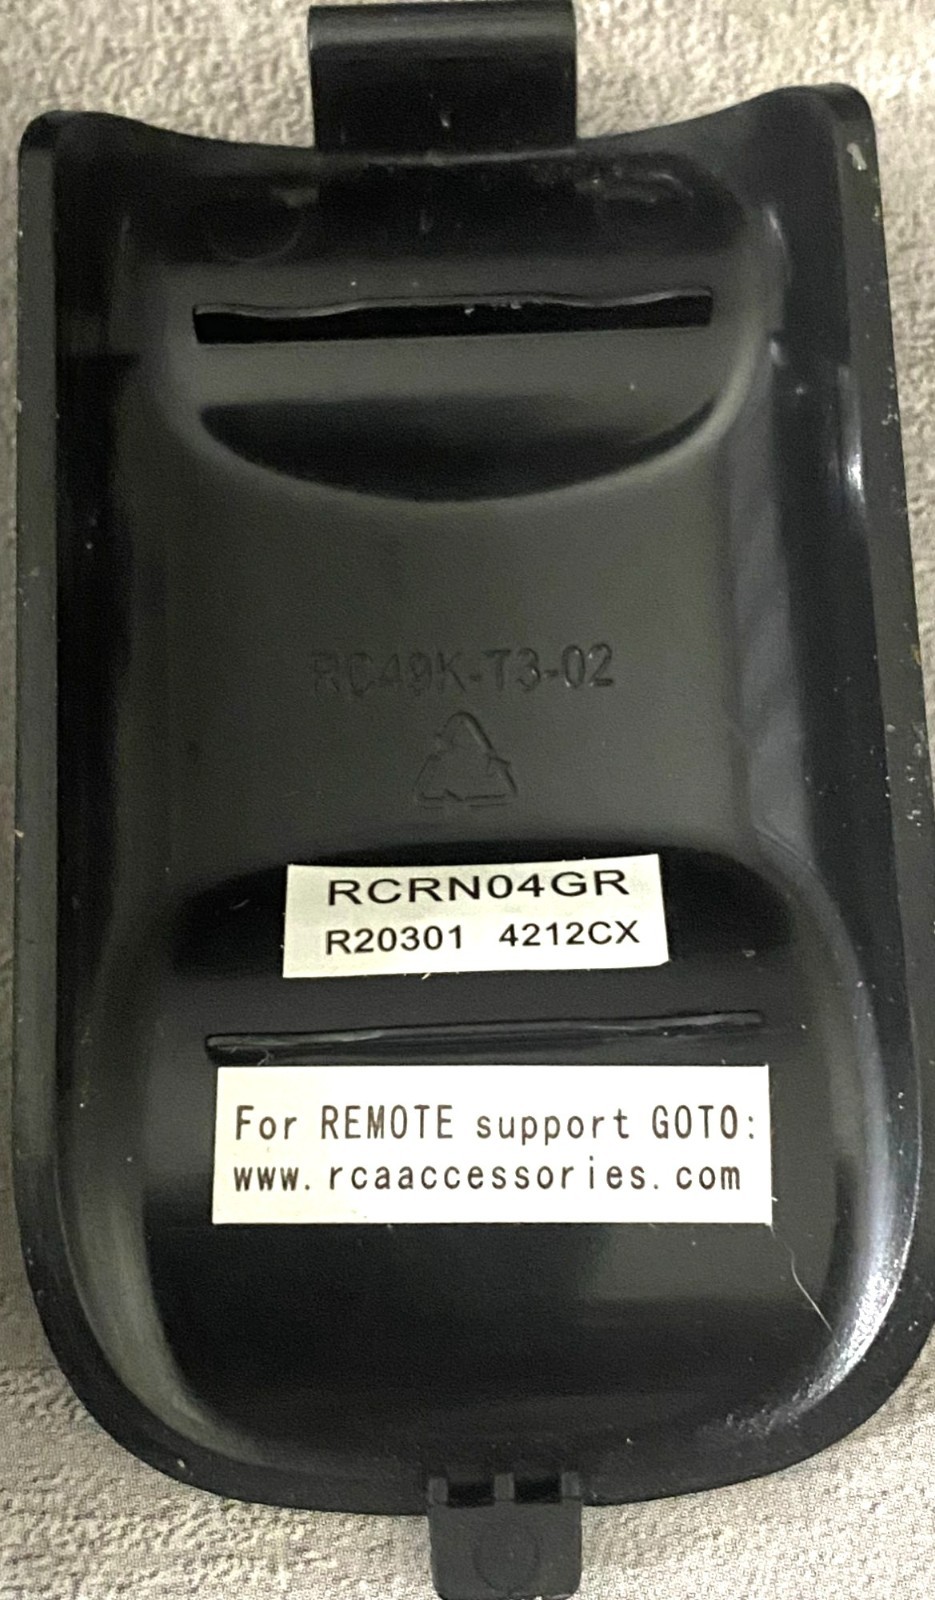 RC49K-T3-02
RCRN04GR
R20301 4212CX
For REMOTE support GOTO:
www.rcaaccessories.com